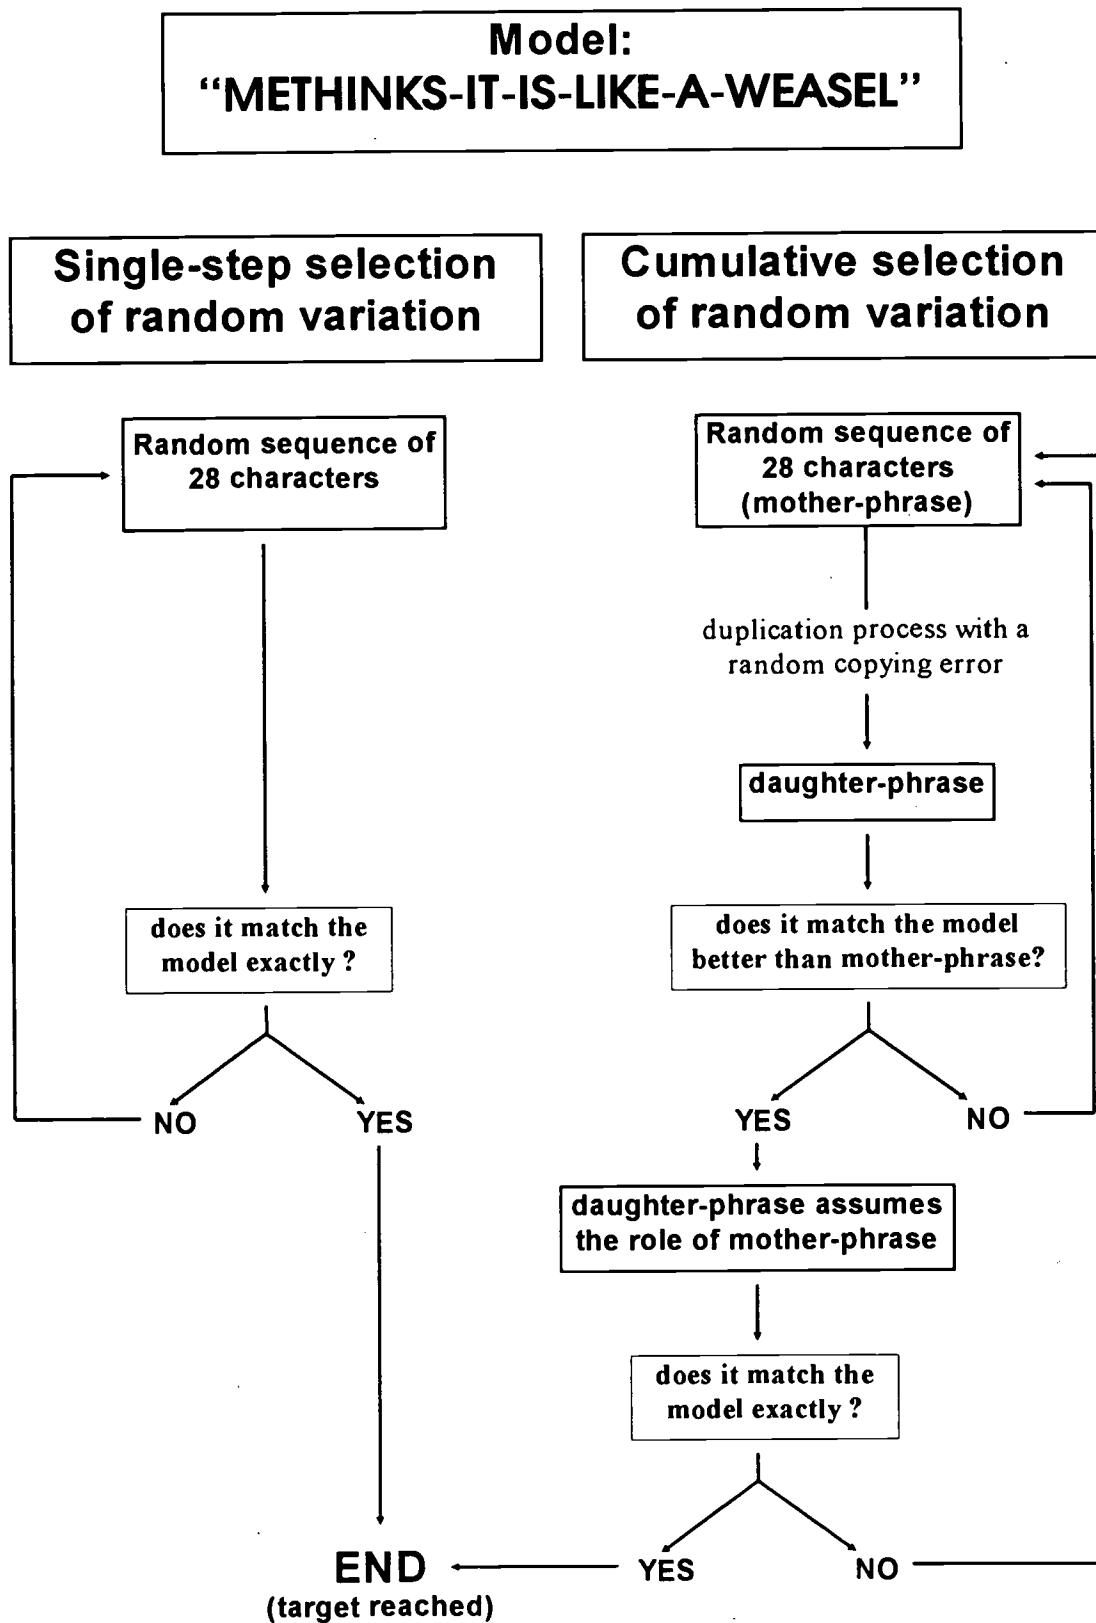 Model:
“METHINKS-IT-IS-LIKE-A-WEASEL”
Single-step selection
of random variation
Random sequence of
28 characters
does it match the
model exactly ?
NO
YES
Cumulative selection
of random variation
Random sequence of
28 characters
(mother-phrase)
duplication process with a
random copying error
daughter-phrase
does it match the model
better than mother-phrase?
YES
NO
daughter-phrase assumes
the role of mother-phrase
does it match the
model exactly ?
YES
NO
END
(target reached)